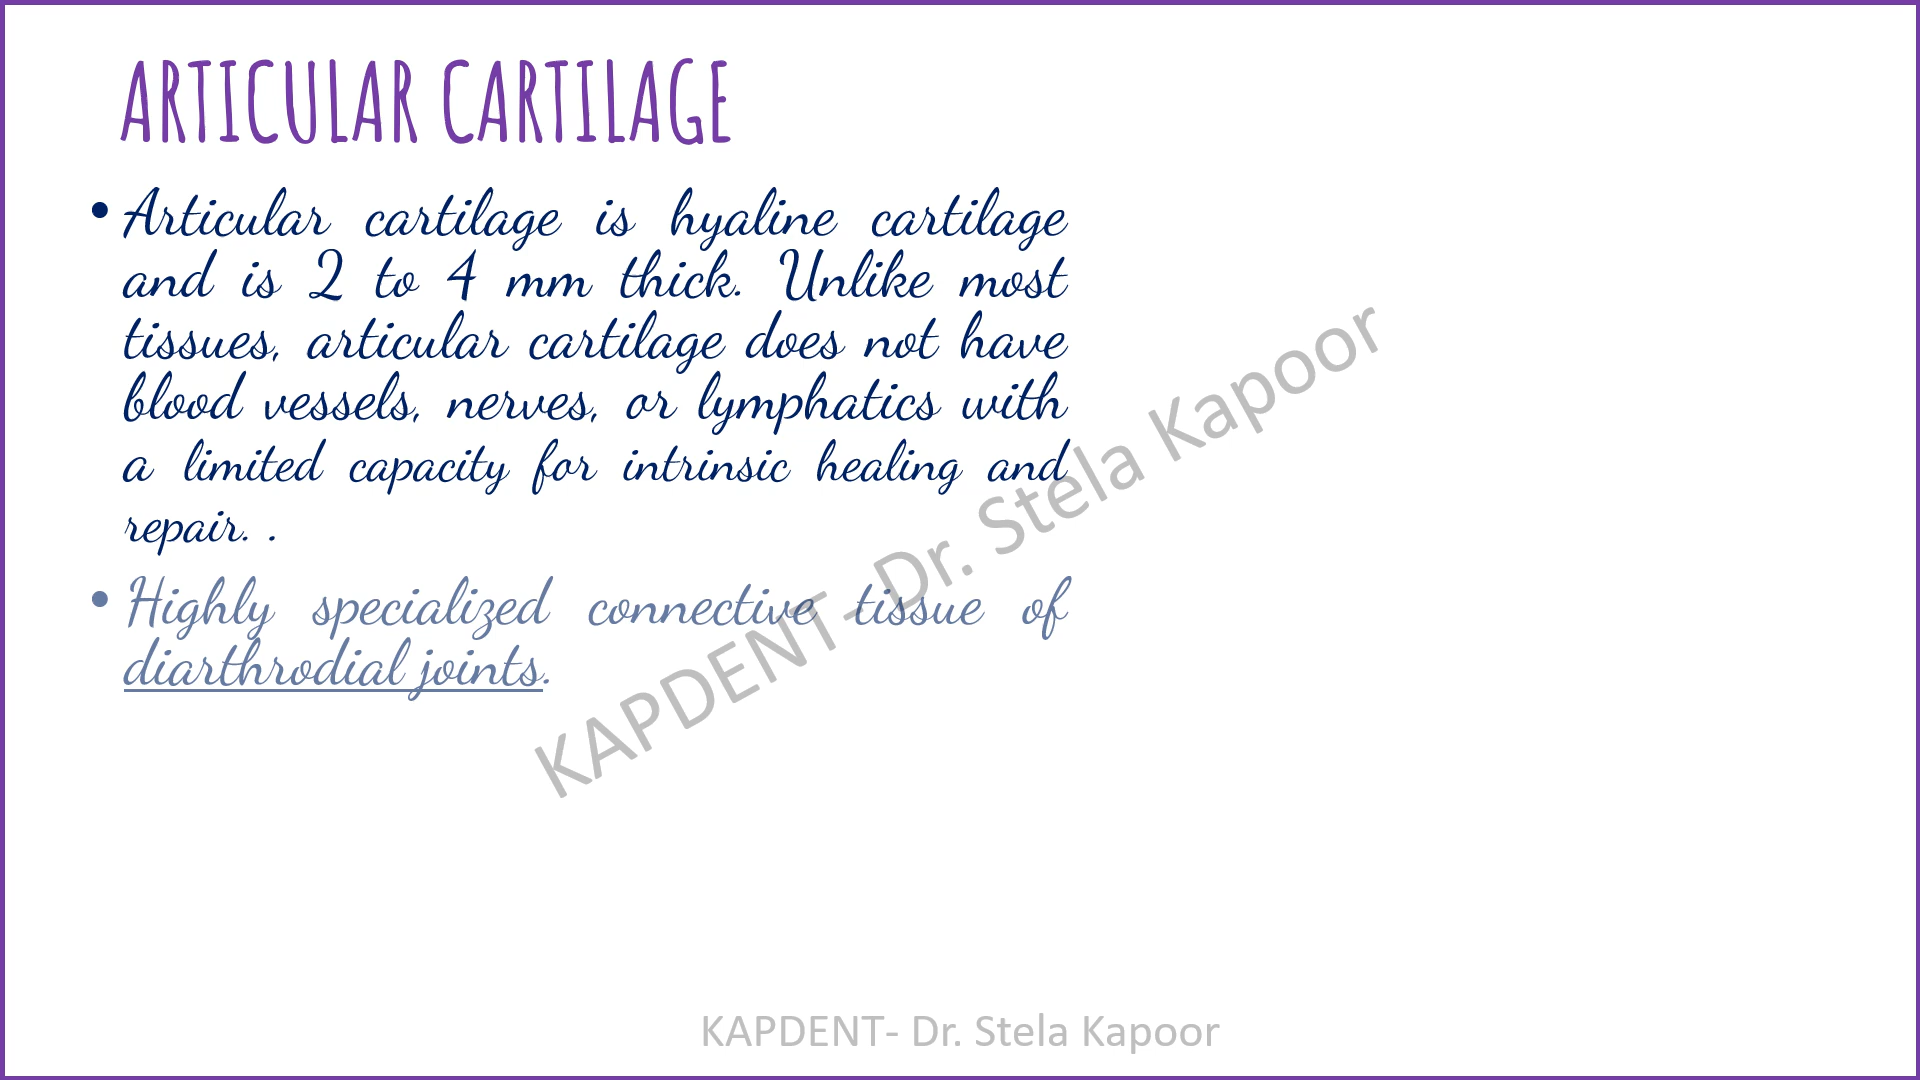 ARTICULAR CARTILAGE
• Articular cartilage is hyaline cartilage
and is 2 to 4 mm thick. Unlike most
tissues, articular cartilage does not have
blood vessels, nerves, or lymphatics with
a limited capacity for intrinsic healing and
repair. .
• Highly specialized connective tissue of
diarthrodial joints.
KAPDENT- Dr. Stela Kapoor
KAPDENT- Dr. Stela Kapoor